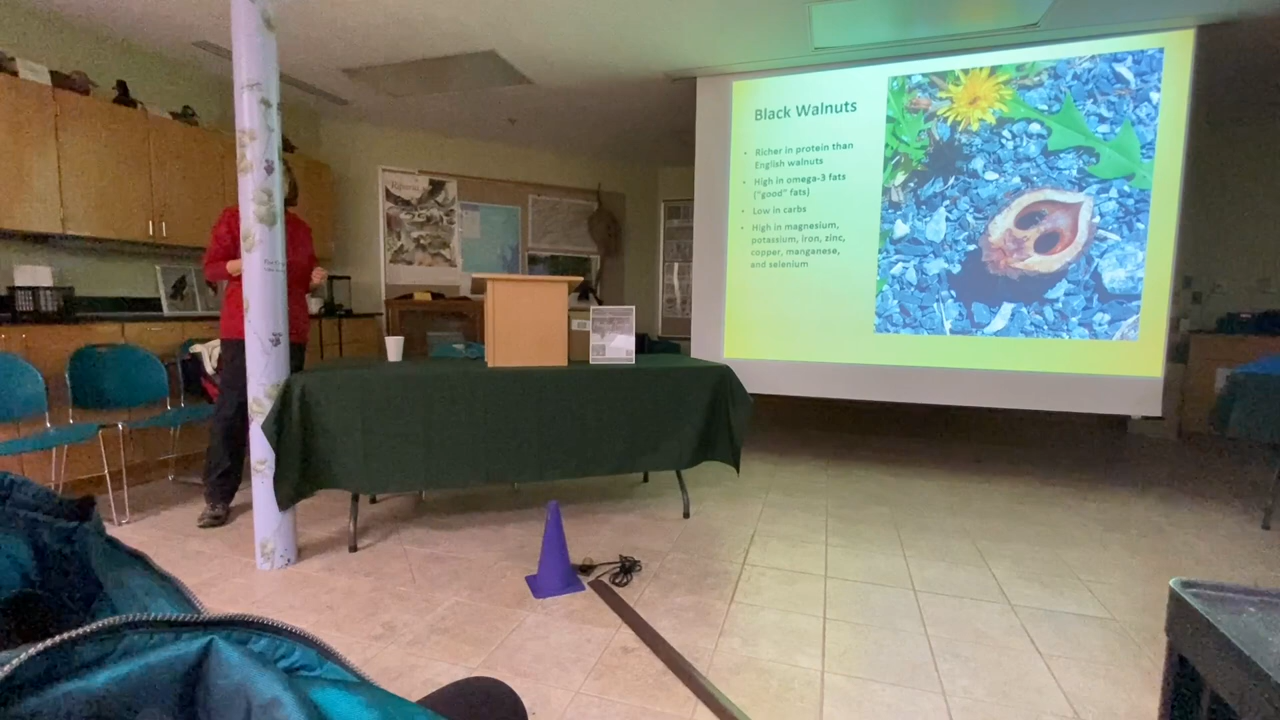 Black Walnuts
• Richer in protein than
English walnuts
• High in omega-3 fats
("good" fats)
• Low in carbs
• High in magnesium,
potassium, iron, zinc,
copper, manganese,
and selenium